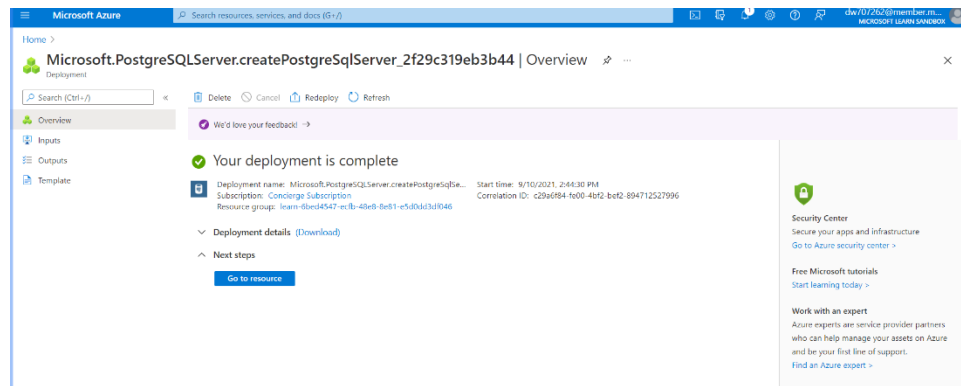 Microsoft Azure
Search resources, services, and docs (G+/)
dw707262@member.m...
MICROSOFT LEARN SANDBOX
Home >
Microsoft.PostgreSQLServer.createPostgreSqlServer_2f29c319eb3b44 | Overview
Deployment
Search (Ctrl+/)
Delete Cancel Redeploy Refresh
Overview
Inputs
Outputs
Template
We'd love your feedback! →
Your deployment is complete
Deployment name: Microsoft.PostgreSQLServer.createPostgreSqlSe... Start time: 9/10/2021, 2:44:30 PM
Subscription: Concierge Subscription Correlation ID: c29a6f84-fe00-4bf2-bef2-894712527996
Resource group: learn-6bed4547-ecfb-48e8-8e81-e5d0dd3df046
Deployment details (Download)
Next steps
Go to resource
Security Center
Secure your apps and infrastructure
Go to Azure security center >
Free Microsoft tutorials
Start learning today >
Work with an expert
Azure experts are service provider partners
who can help manage your assets on Azure
and be your first line of support.
Find an Azure expert >